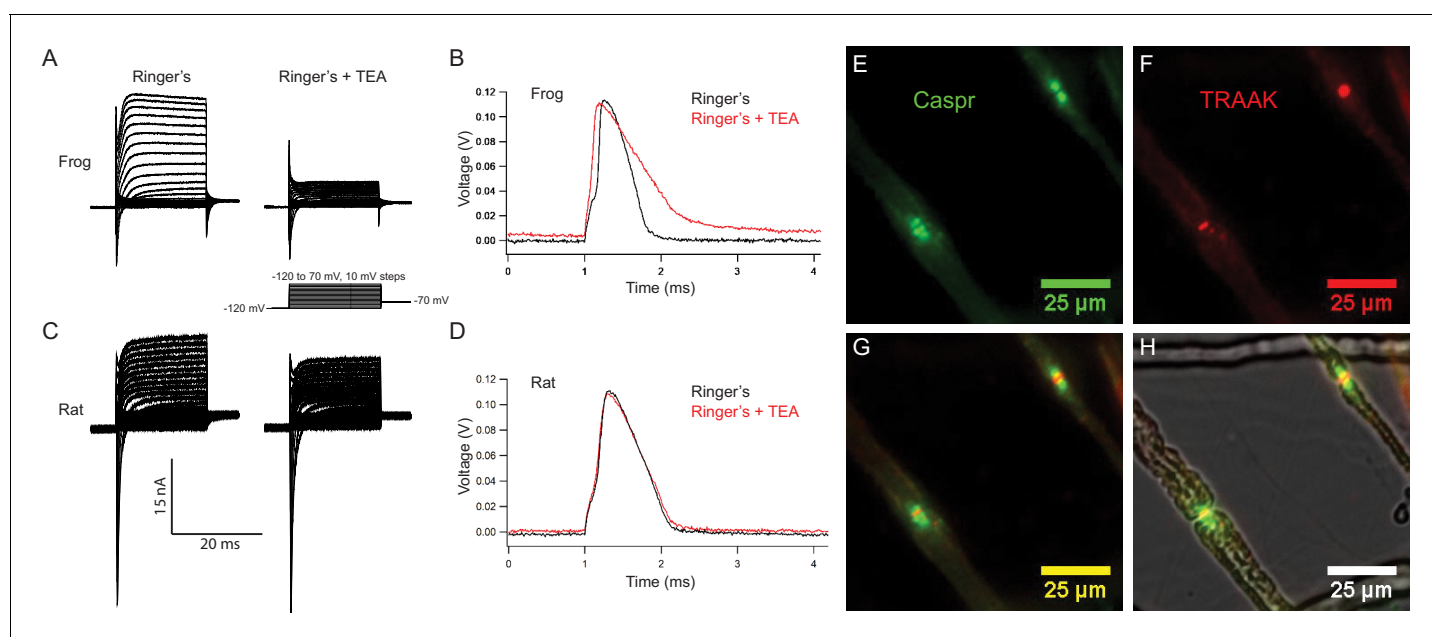 A
Ringer's
Ringer's + TEA
Frog
-120 to 70 mV, 10 mV steps
-120 mV
-70 mV
B
Frog
Ringer's
Ringer's + TEA
Voltage (V)
0.12
0.10
0.08
0.06
0.04
0.02
0.00
0
1
2
3
4
Time (ms)
C
Rat
15 nA
20 ms
D
Rat
Ringer's
Ringer's + TEA
Voltage (V)
0.12
0.10
0.08
0.06
0.04
0.02
0.00
0
1
2
3
4
Time (ms)
E
Caspr
25 µm
F
TRAAK
25 µm
G
25 µm
H
25 µm